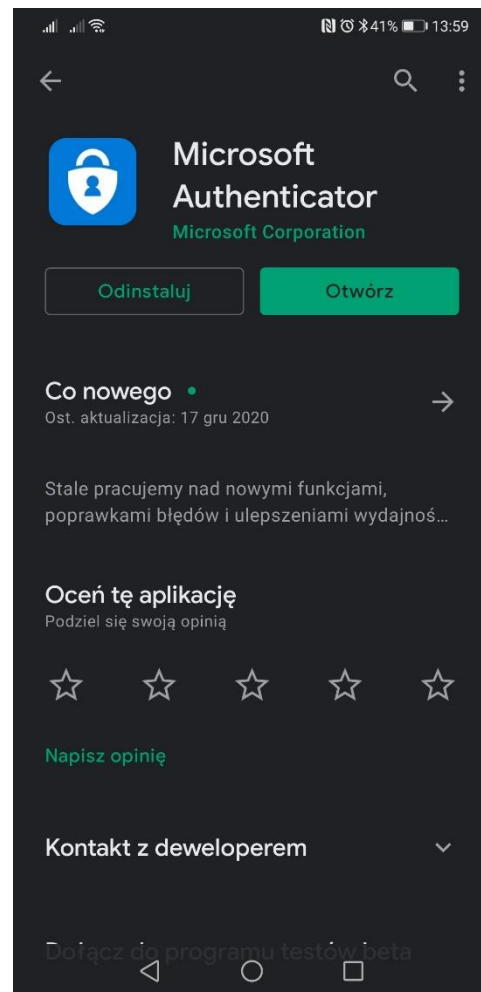 41% 13:59
Microsoft
Authenticator
Microsoft Corporation
Odinstaluj Otwórz
Co nowego
Ost. aktualizacja: 17 gru 2020
Stale pracujemy nad nowymi funkcjami,
poprawkami błędów i ulepszeniami wydajnoś...
Oceń tę aplikację
Podziel się swoją opinią
Napisz opinię
Kontakt z deweloperem
Dołącz do programu testów beta